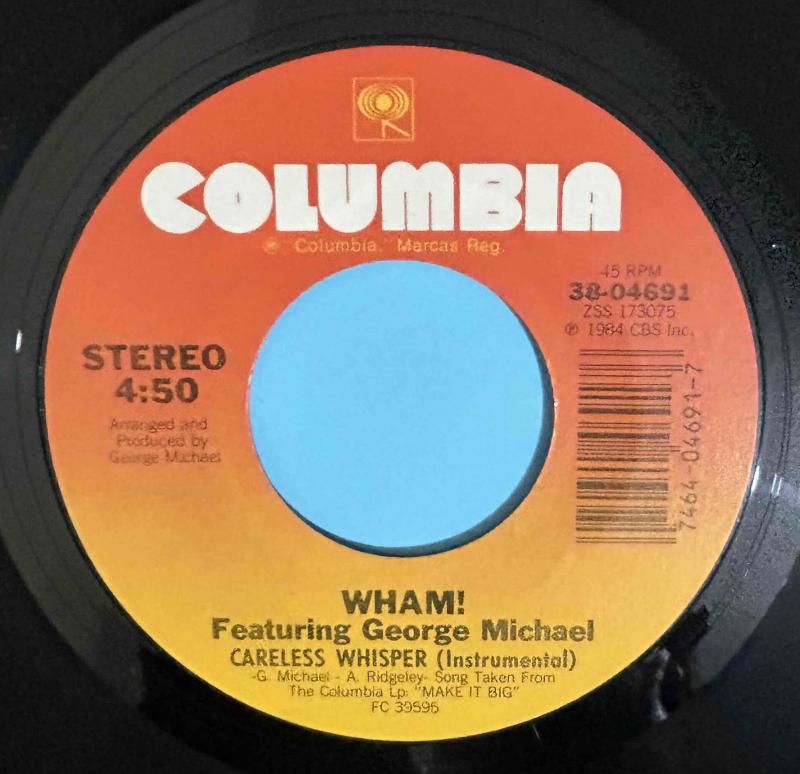 COLUMBIA
® "Columbia," Marcas Reg.
45 RPM
38-04691
ZSS 173075
℗ 1984 CBS Inc.
STEREO
4:50
Arranged and
Produced by
George Michael
7464-04691-7
WHAM!
Featuring George Michael
CARELESS WHISPER (Instrumental)
-G. Michael - A. Ridgeley- Song Taken From
The Columbia Lp: "MAKE IT BIG"
FC 39595